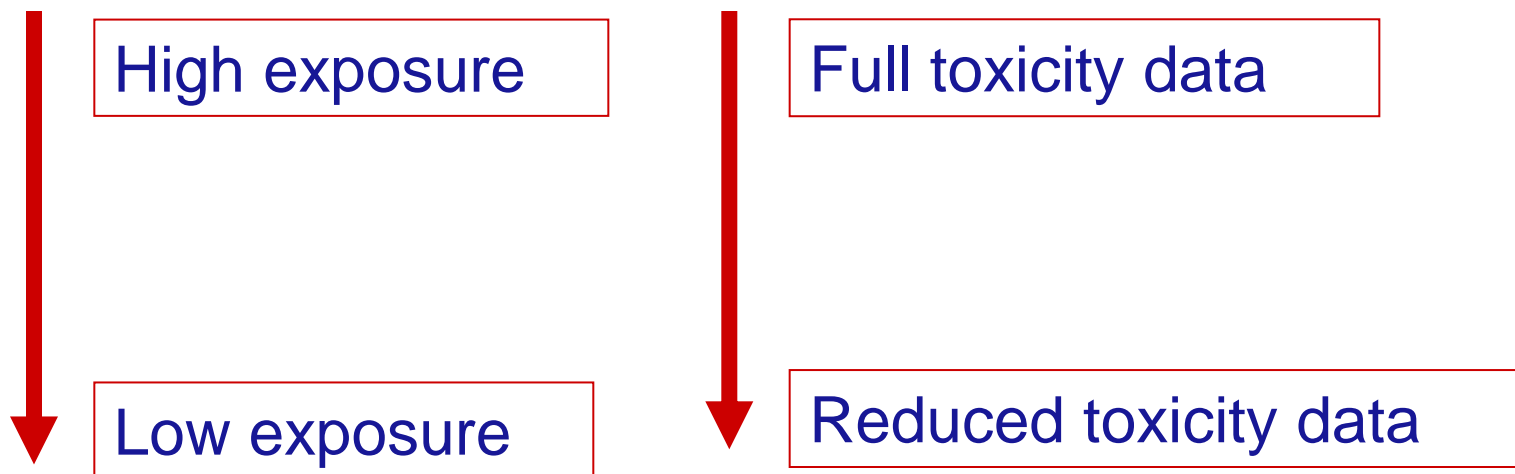 High exposure
Full toxicity data
Low exposure
Reduced toxicity data